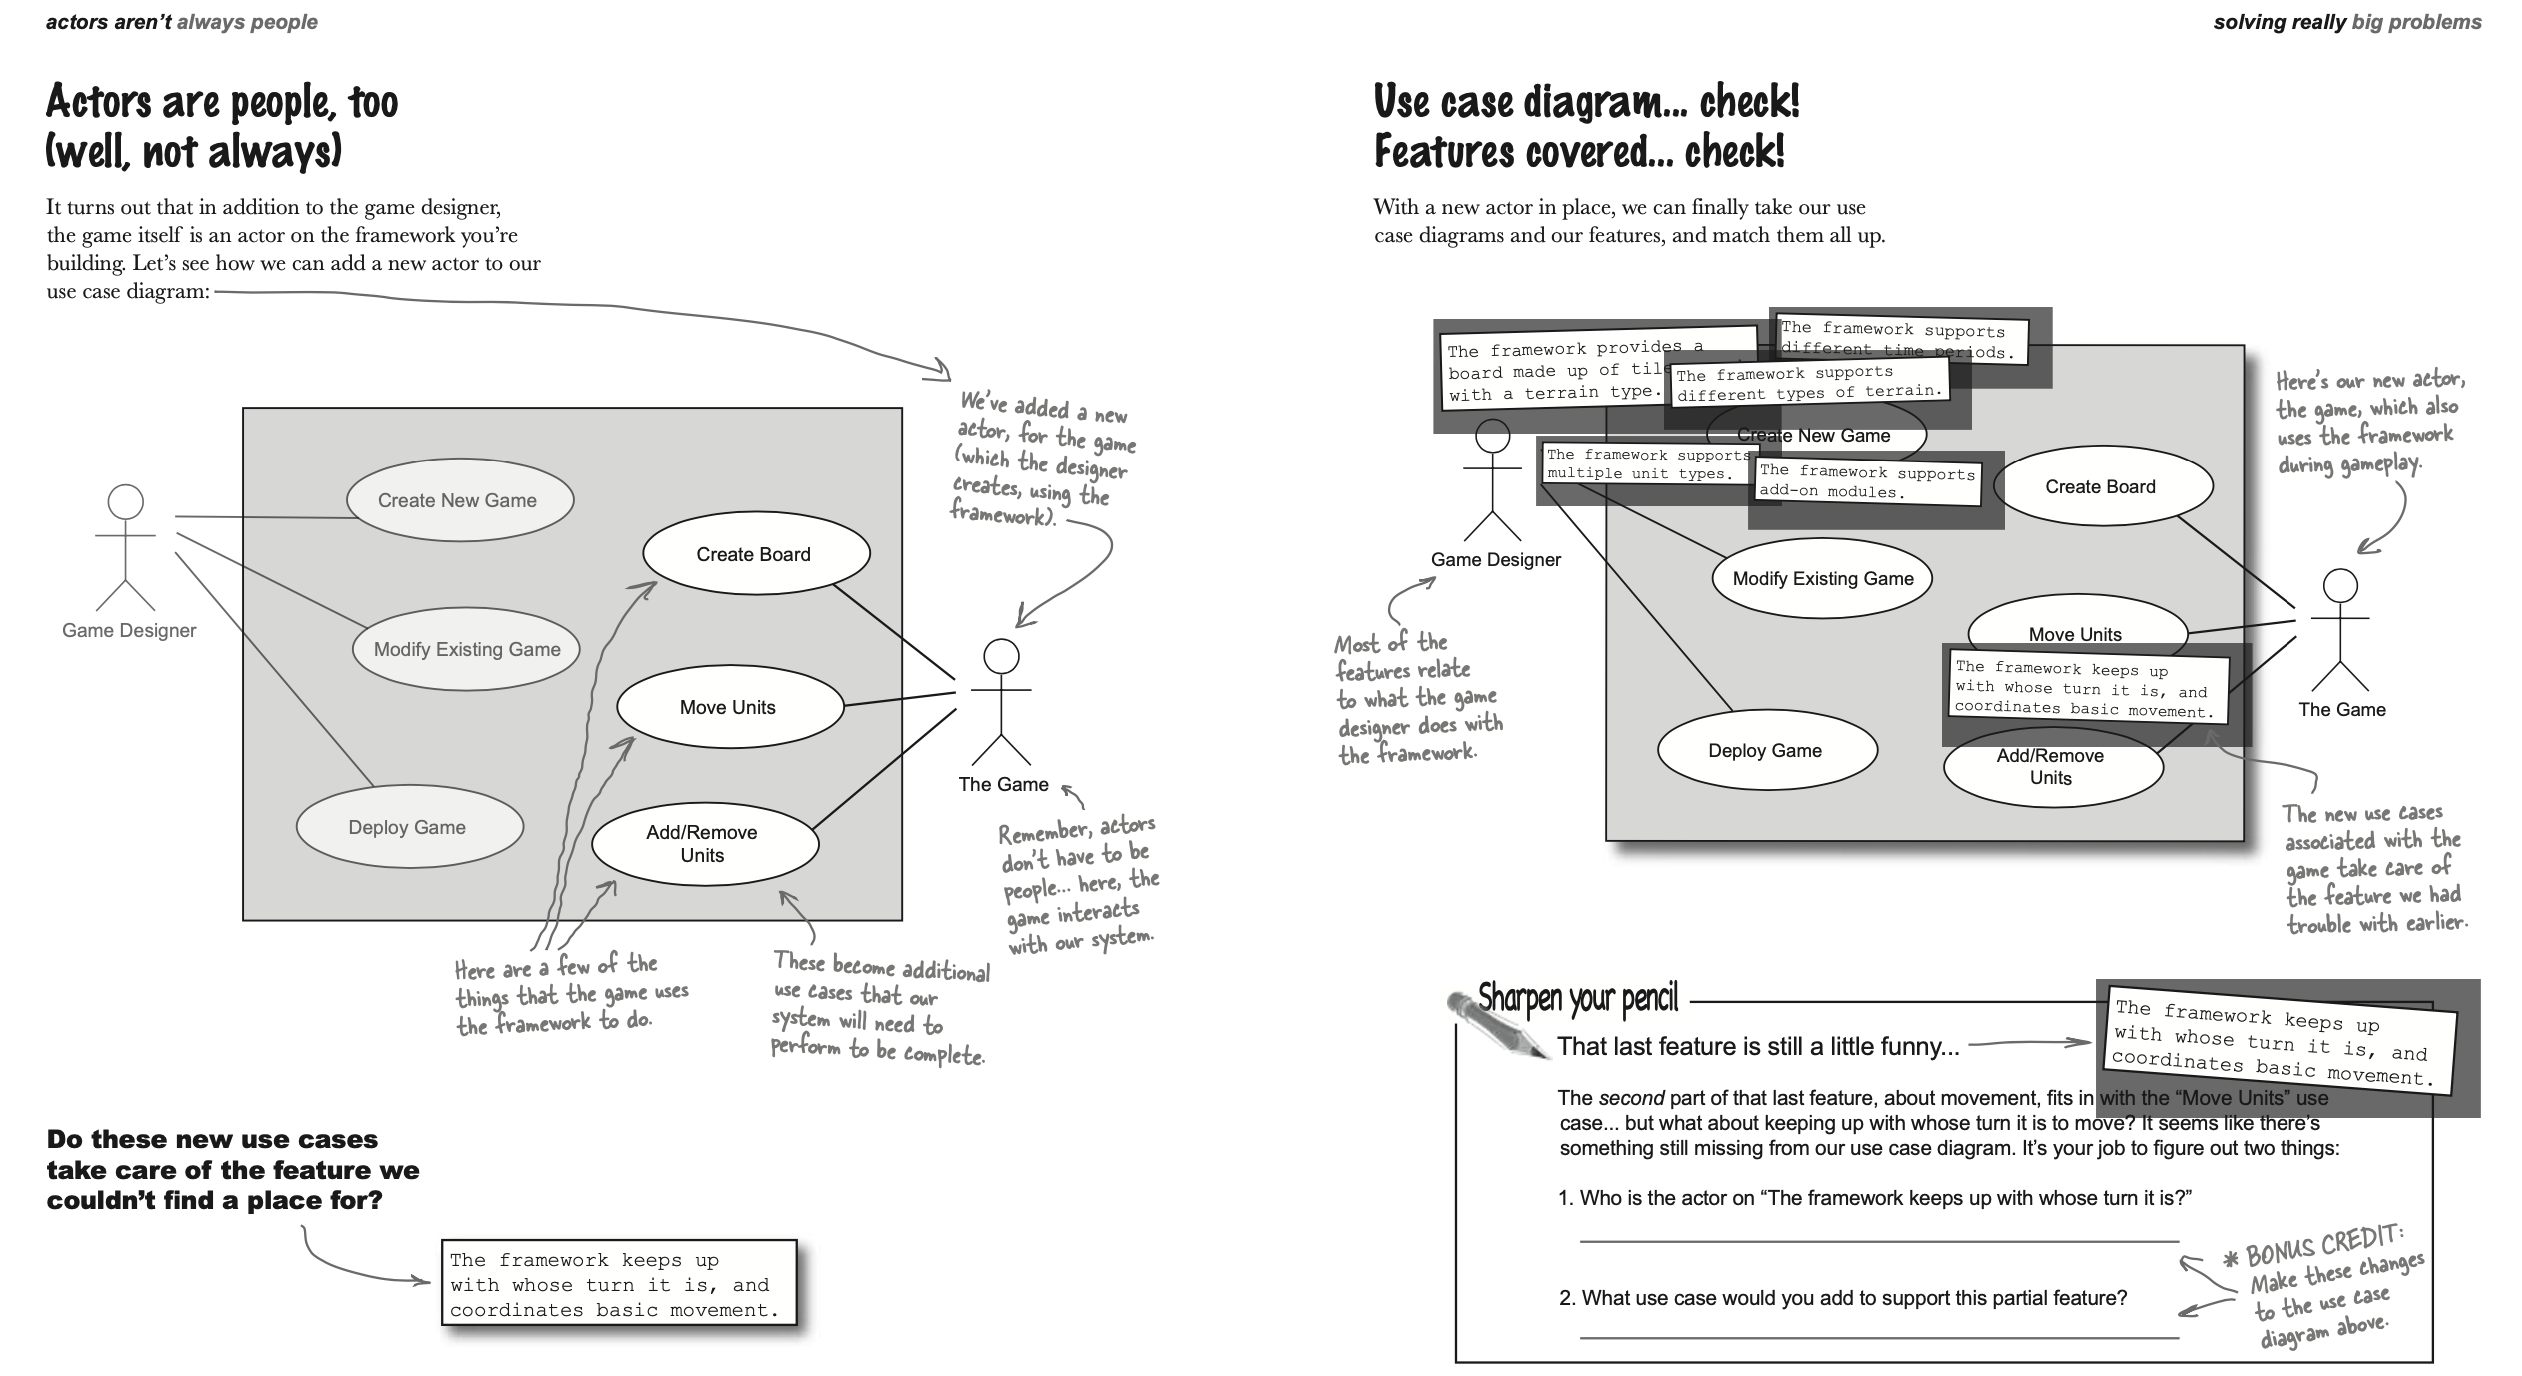 actors aren't always people
Actors are people, too
(well, not always)
It turns out that in addition to the game designer,
the game itself is an actor on the framework you're
building. Let's see how we can add a new actor to our
use case diagram:
We've added a new
actor, for the game
(which the designer
creates, using the
framework).
Game Designer
Create New Game
Modify Existing Game
Deploy Game
Create Board
Move Units
Add/Remove
Units
The Game
Remember, actors
don't have to be
people... here, the
game interacts
with our system.
Here are a few of the
things that the game uses
the framework to do.
These become additional
use cases that our
system will need to
perform to be complete.
Do these new use cases
take care of the feature we
couldn't find a place for?
The framework keeps up
with whose turn it is, and
coordinates basic movement.
solving really big problems
Use case diagram... check!
Features covered... check!
With a new actor in place, we can finally take our use
case diagrams and our features, and match them all up.
The framework provides a
board made up of tile
with a terrain type.
The framework supports
different time periods.
The framework supports
different types of terrain.
Create New Game
The framework supports
multiple unit types.
The framework supports
add-on modules.
Game Designer
Modify Existing Game
Deploy Game
Create Board
Move Units
The framework keeps up
with whose turn it is, and
coordinates basic movement.
Add/Remove
Units
The Game
Here's our new actor,
the game, which also
uses the framework
during gameplay.
Most of the
features relate
to what the game
designer does with
the framework.
The new use cases
associated with the
game take care of
the feature we had
trouble with earlier.
Sharpen your pencil
That last feature is still a little funny...
The framework keeps up
with whose turn it is, and
coordinates basic movement.
The second part of that last feature, about movement, fits in with the “Move Units” use
case... but what about keeping up with whose turn it is to move? It seems like there's
something still missing from our use case diagram. It's your job to figure out two things:
1. Who is the actor on “The framework keeps up with whose turn it is?”
2. What use case would you add to support this partial feature?
* BONUS CREDIT:
Make these changes
to the use case
diagram above.